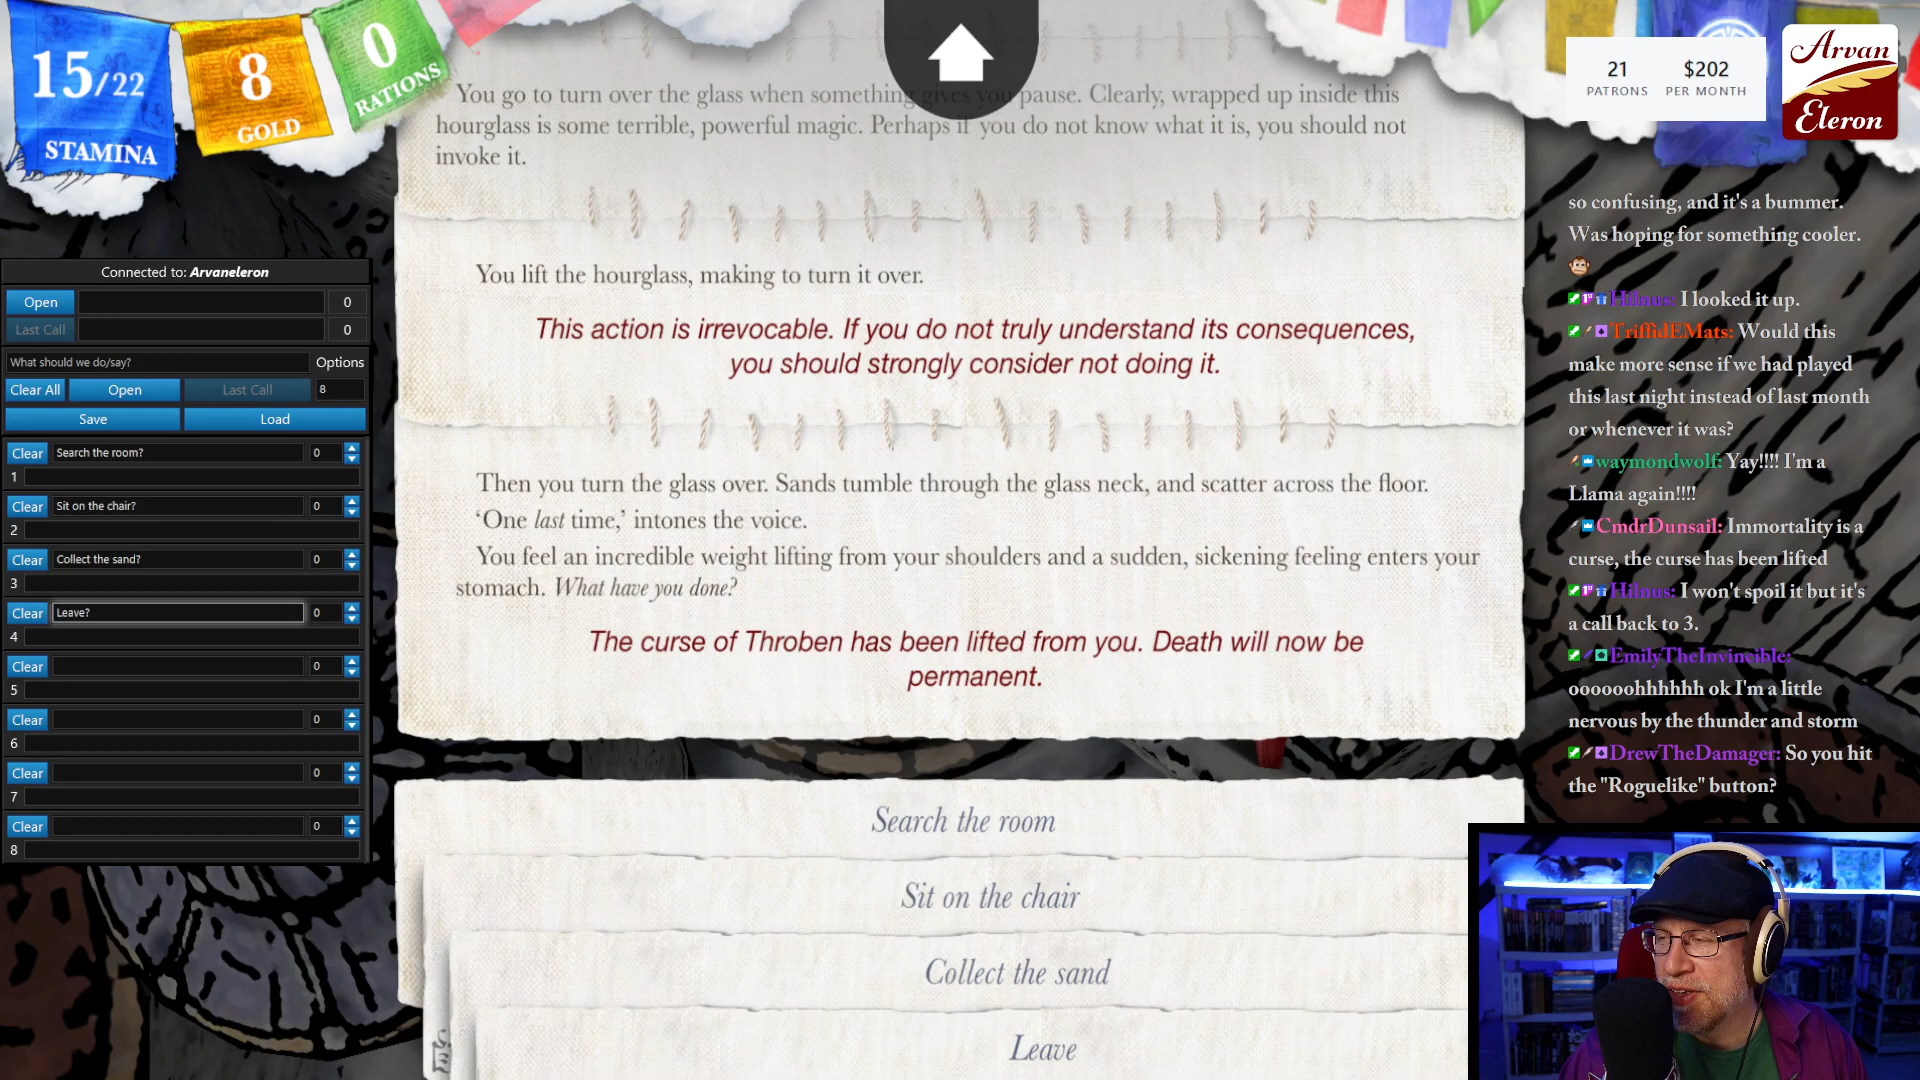 15/22
STAMINA
8
GOLD
0
RATIONS
You go to turn over the glass when something gives you pause. Clearly, wrapped up inside this
hourglass is some terrible, powerful magic. Perhaps if you do not know what it is, you should not
invoke it.
You lift the hourglass, making to turn it over.
This action is irrevocable. If you do not truly understand its consequences,
you should strongly consider not doing it.
Then you turn the glass over. Sands tumble through the glass neck, and scatter across the floor.
‘One last time,’ intones the voice.
You feel an incredible weight lifting from your shoulders and a sudden, sickening feeling enters your
stomach. What have you done?
The curse of Throben has been lifted from you. Death will now be
permanent.
Search the room
Sit on the chair
Collect the sand
Leave
Connected to: Arvaneleron
Open 0
Last Call 0
What should we do/say? Options
Clear All Open Last Call 8
Save Load
Clear Search the room? 0
1
Clear Sit on the chair? 0
2
Clear Collect the sand? 0
3
Clear Leave? 0
4
Clear 0
5
Clear 0
6
Clear 0
7
Clear 0
8
21 $202
PATRONS PER MONTH
Arvan
Eleron
so confusing, and it's a bummer.
Was hoping for something cooler.
Hilnus: I looked it up.
TriffidEMats: Would this
make more sense if we had played
this last night instead of last month
or whenever it was?
waymondwolf: Yay!!!! I'm a
Llama again!!!!
CmdrDunsail: Immortality is a
curse, the curse has been lifted
Hilnus: I won't spoil it but it's
a call back to 3.
EmilyTheInvincible:
oooooohhhhhh ok I'm a little
nervous by the thunder and storm
DrewTheDamager: So you hit
the "Roguelike" button?